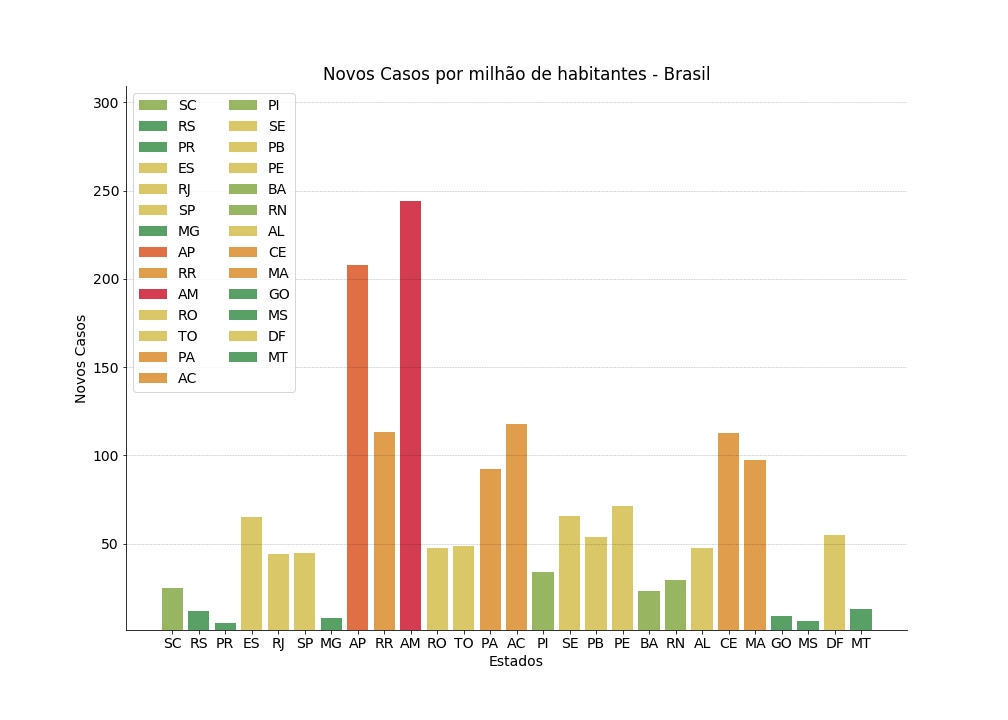 Novos Casos por milhão de habitantes - Brasil
300
250
200
150
100
50
Novos Casos
SC
RS
PR
ES
RJ
SP
MG
AP
RR
AM
RO
TO
PA
AC
PI
SE
PB
PE
BA
RN
AL
CE
MA
GO
MS
DF
MT
SC RS PR ES RJ SP MG AP RR AM RO TO PA AC PI SE PB PE BA RN AL CE MA GO MS DF MT
Estados